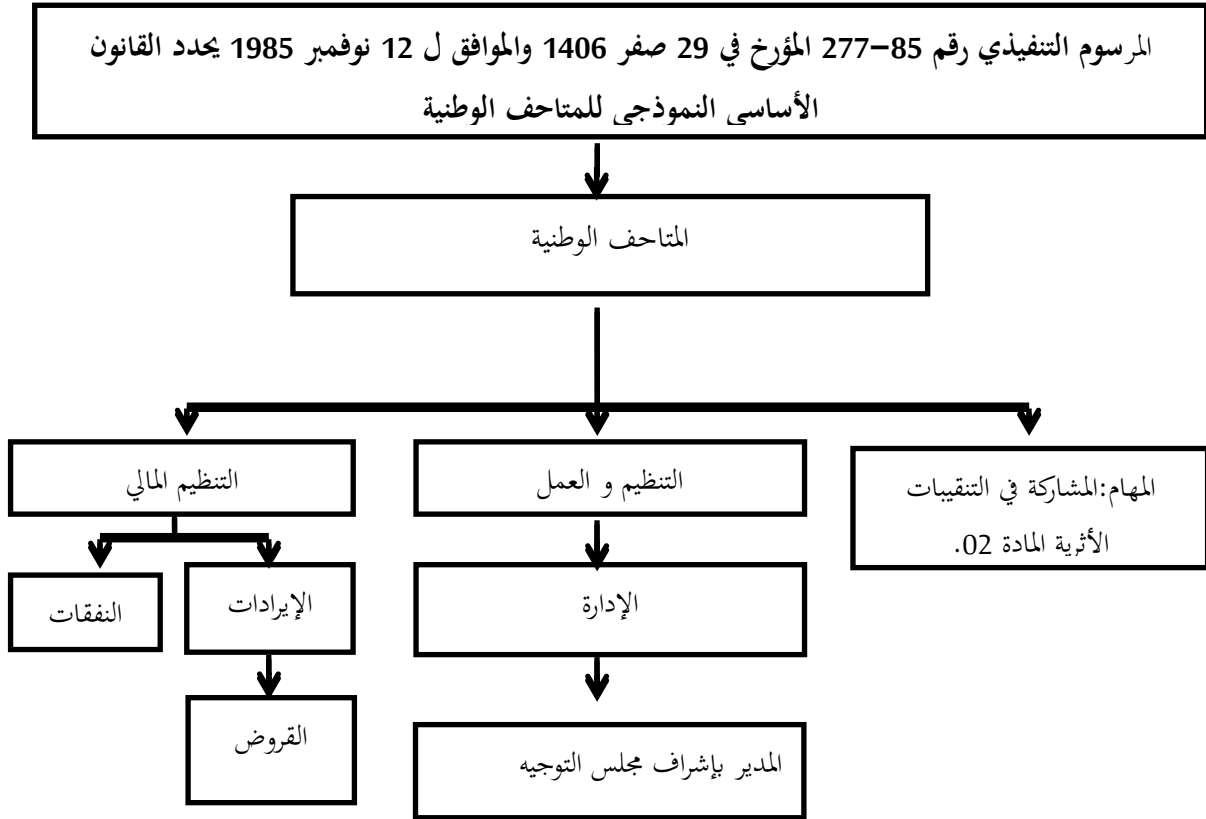 المرسوم التنفيذي رقم 85-277 المؤرخ في 29 صفر 1406 والموافق ل 12 نوفمبر 1985 يحدد القانون
الأساسي النموذجي للمتاحف الوطنية
المتاحف الوطنية
المهام:المشاركة في التنقيبات
الأثرية المادة 02.
التنظيم و العمل
التنظيم المالي
الإدارة
الإيرادات
النفقات
المدير بإشراف مجلس التوجيه
القروض